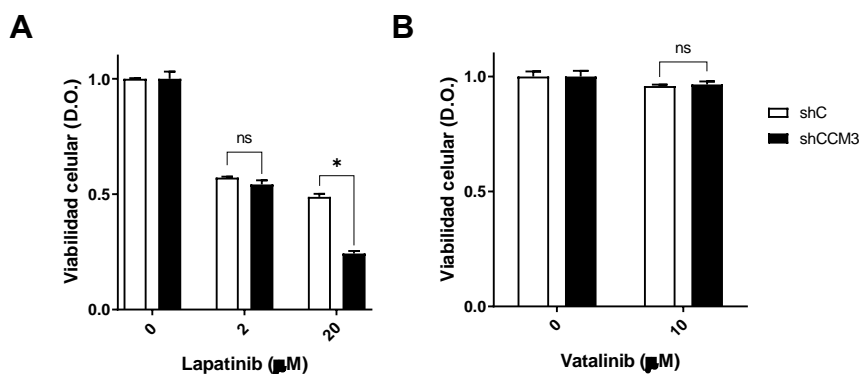 A
Viabilidad celular (D.O.)
1.0
0.5
0.0
ns
*
0
2
20
Lapatinib (µM)
B
Viabilidad celular (D.O.)
1.0
0.5
0.0
ns
0
10
Vatalinib (µM)
shC
shCCM3